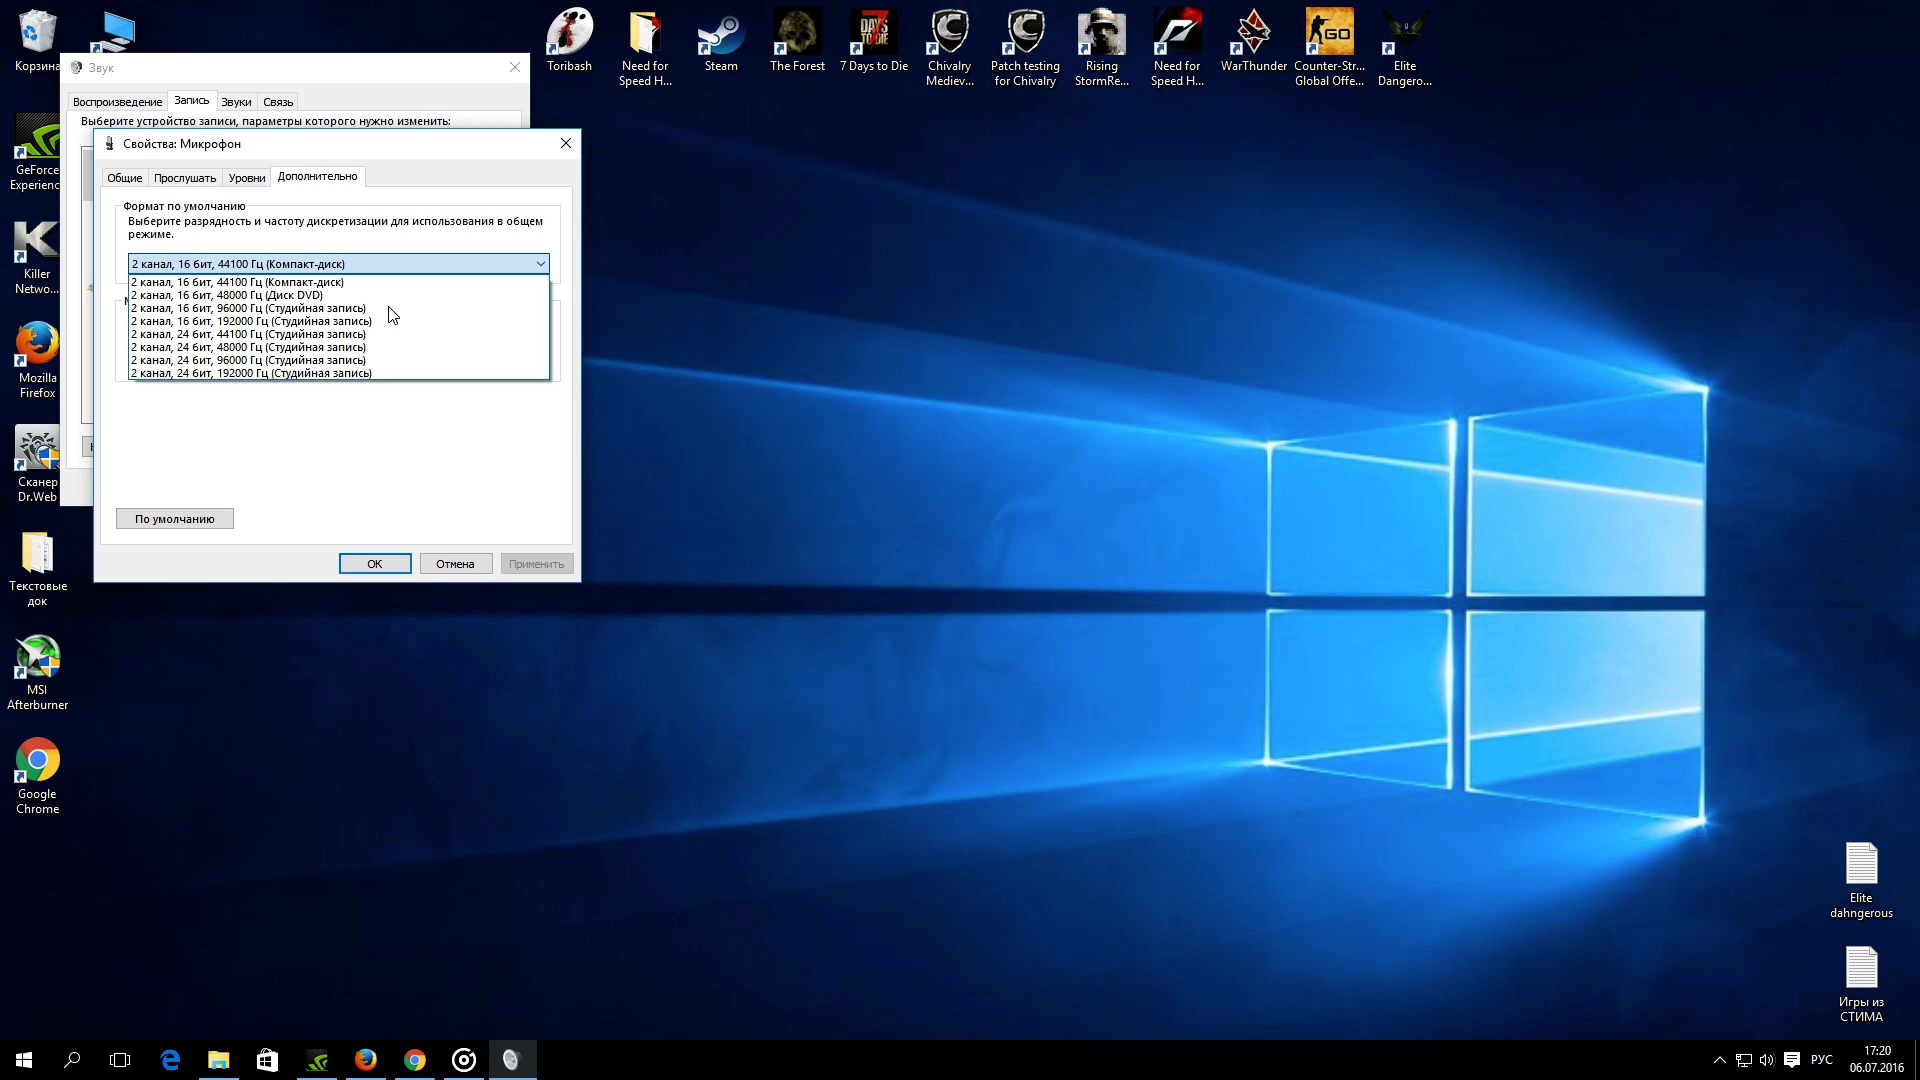 Корзина
Toribash
Need for
Speed H...
Steam
The Forest
7 Days to Die
Chivalry
Mediev...
Patch testing
for Chivalry
Rising
StormRe...
Need for
Speed H...
WarThunder
Counter-Str...
Global Offe...
Elite
Dangero...
Звук
Воспроизведение
Запись
Звуки
Связь
Выберите устройство записи, параметры которого нужно изменить:
Свойства: Микрофон
Общие
Прослушать
Уровни
Дополнительно
Формат по умолчанию
Выберите разрядность и частоту дискретизации для использования в общем
режиме.
2 канал, 16 бит, 44100 Гц (Компакт-диск)
2 канал, 16 бит, 44100 Гц (Компакт-диск)
2 канал, 16 бит, 48000 Гц (Диск DVD)
2 канал, 16 бит, 96000 Гц (Студийная запись)
2 канал, 16 бит, 192000 Гц (Студийная запись)
2 канал, 24 бит, 44100 Гц (Студийная запись)
2 канал, 24 бит, 48000 Гц (Студийная запись)
2 канал, 24 бит, 96000 Гц (Студийная запись)
2 канал, 24 бит, 192000 Гц (Студийная запись)
По умолчанию
ОК
Отмена
Применить
GeForce
Experienc
Killer
Netwo...
Mozilla
Firefox
Сканер
Dr.Web
Текстовые
док
MSI
Afterburner
Google
Chrome
Elite
dahngerous
Игры из
СТИМА
РУС
17:20
06.07.2016